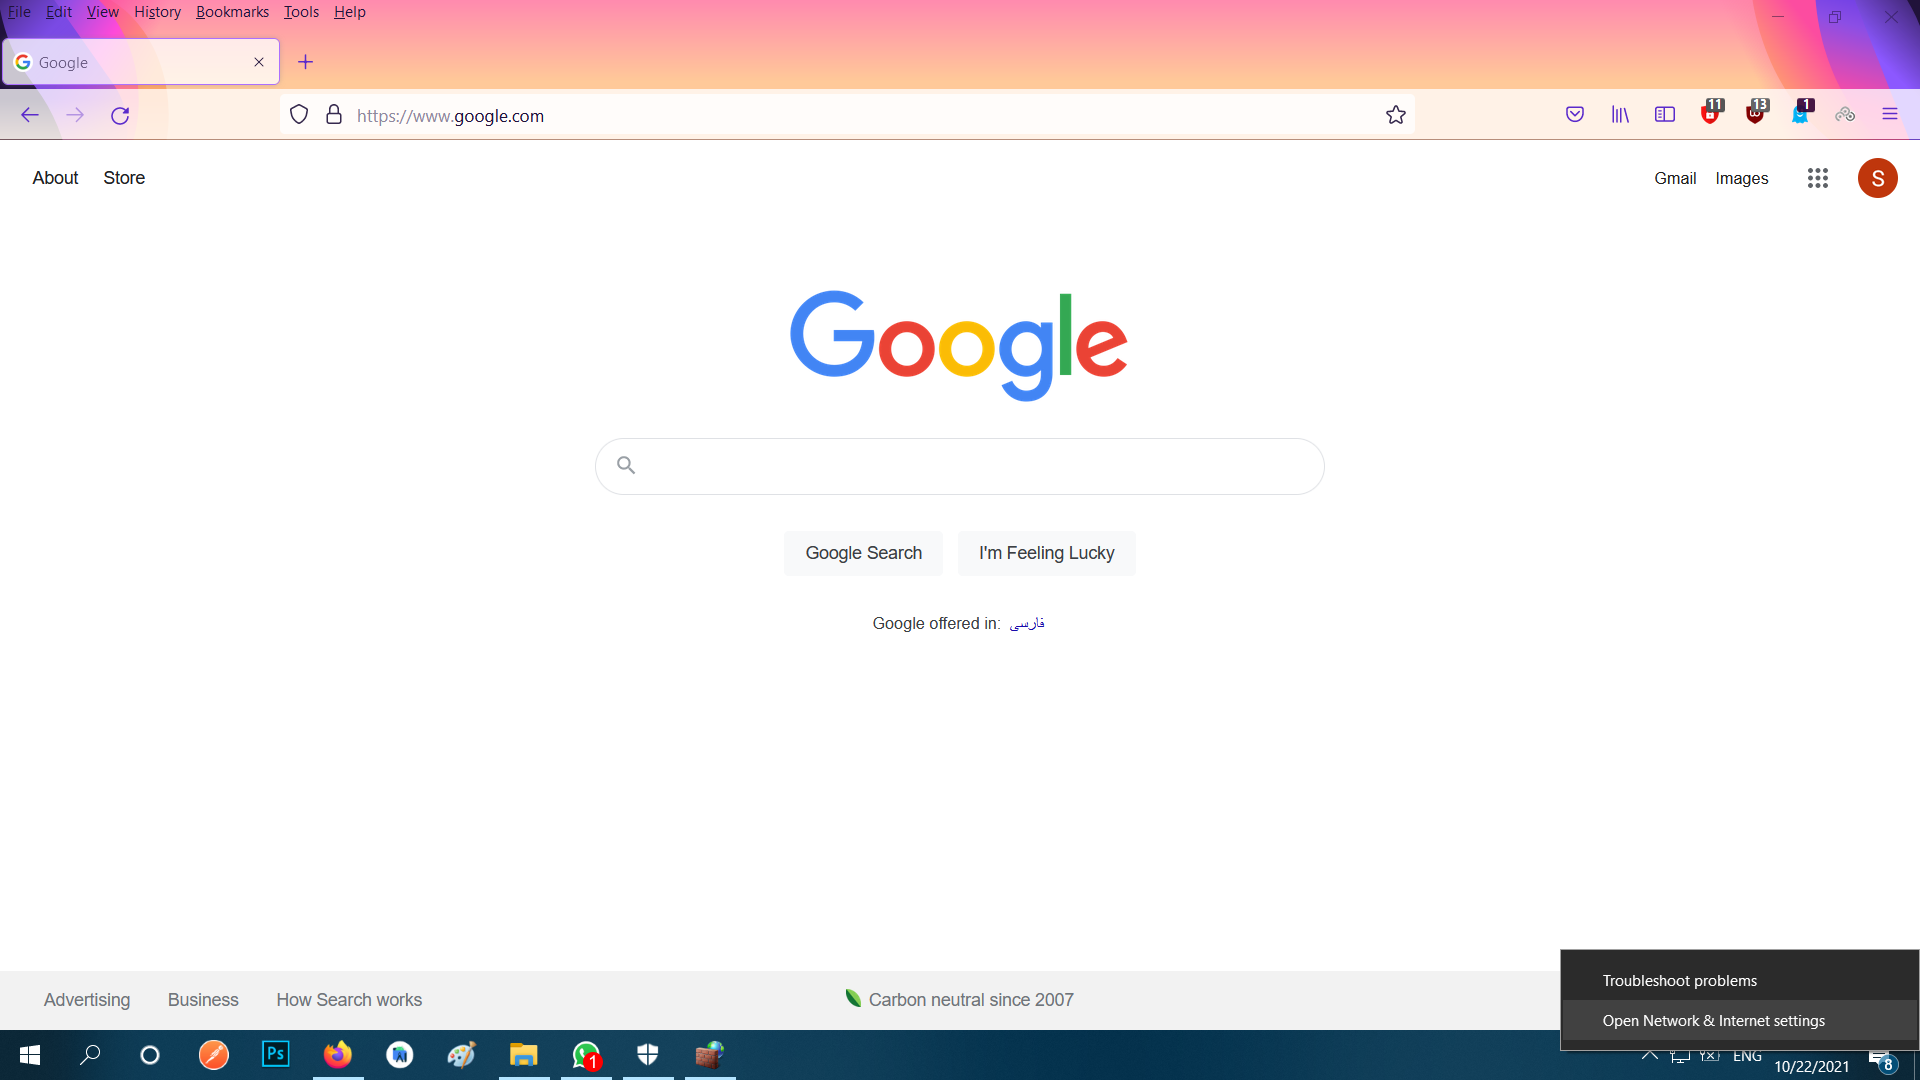 File Edit View History Bookmarks Tools Help
Google
https://www.google.com
11 13 1
About Store
Gmail Images S
Google
Google Search I'm Feeling Lucky
Google offered in: فارسی
Advertising Business How Search works
Carbon neutral since 2007
Troubleshoot problems
Open Network & Internet settings
Ps
1
ENG
10/22/2021
8